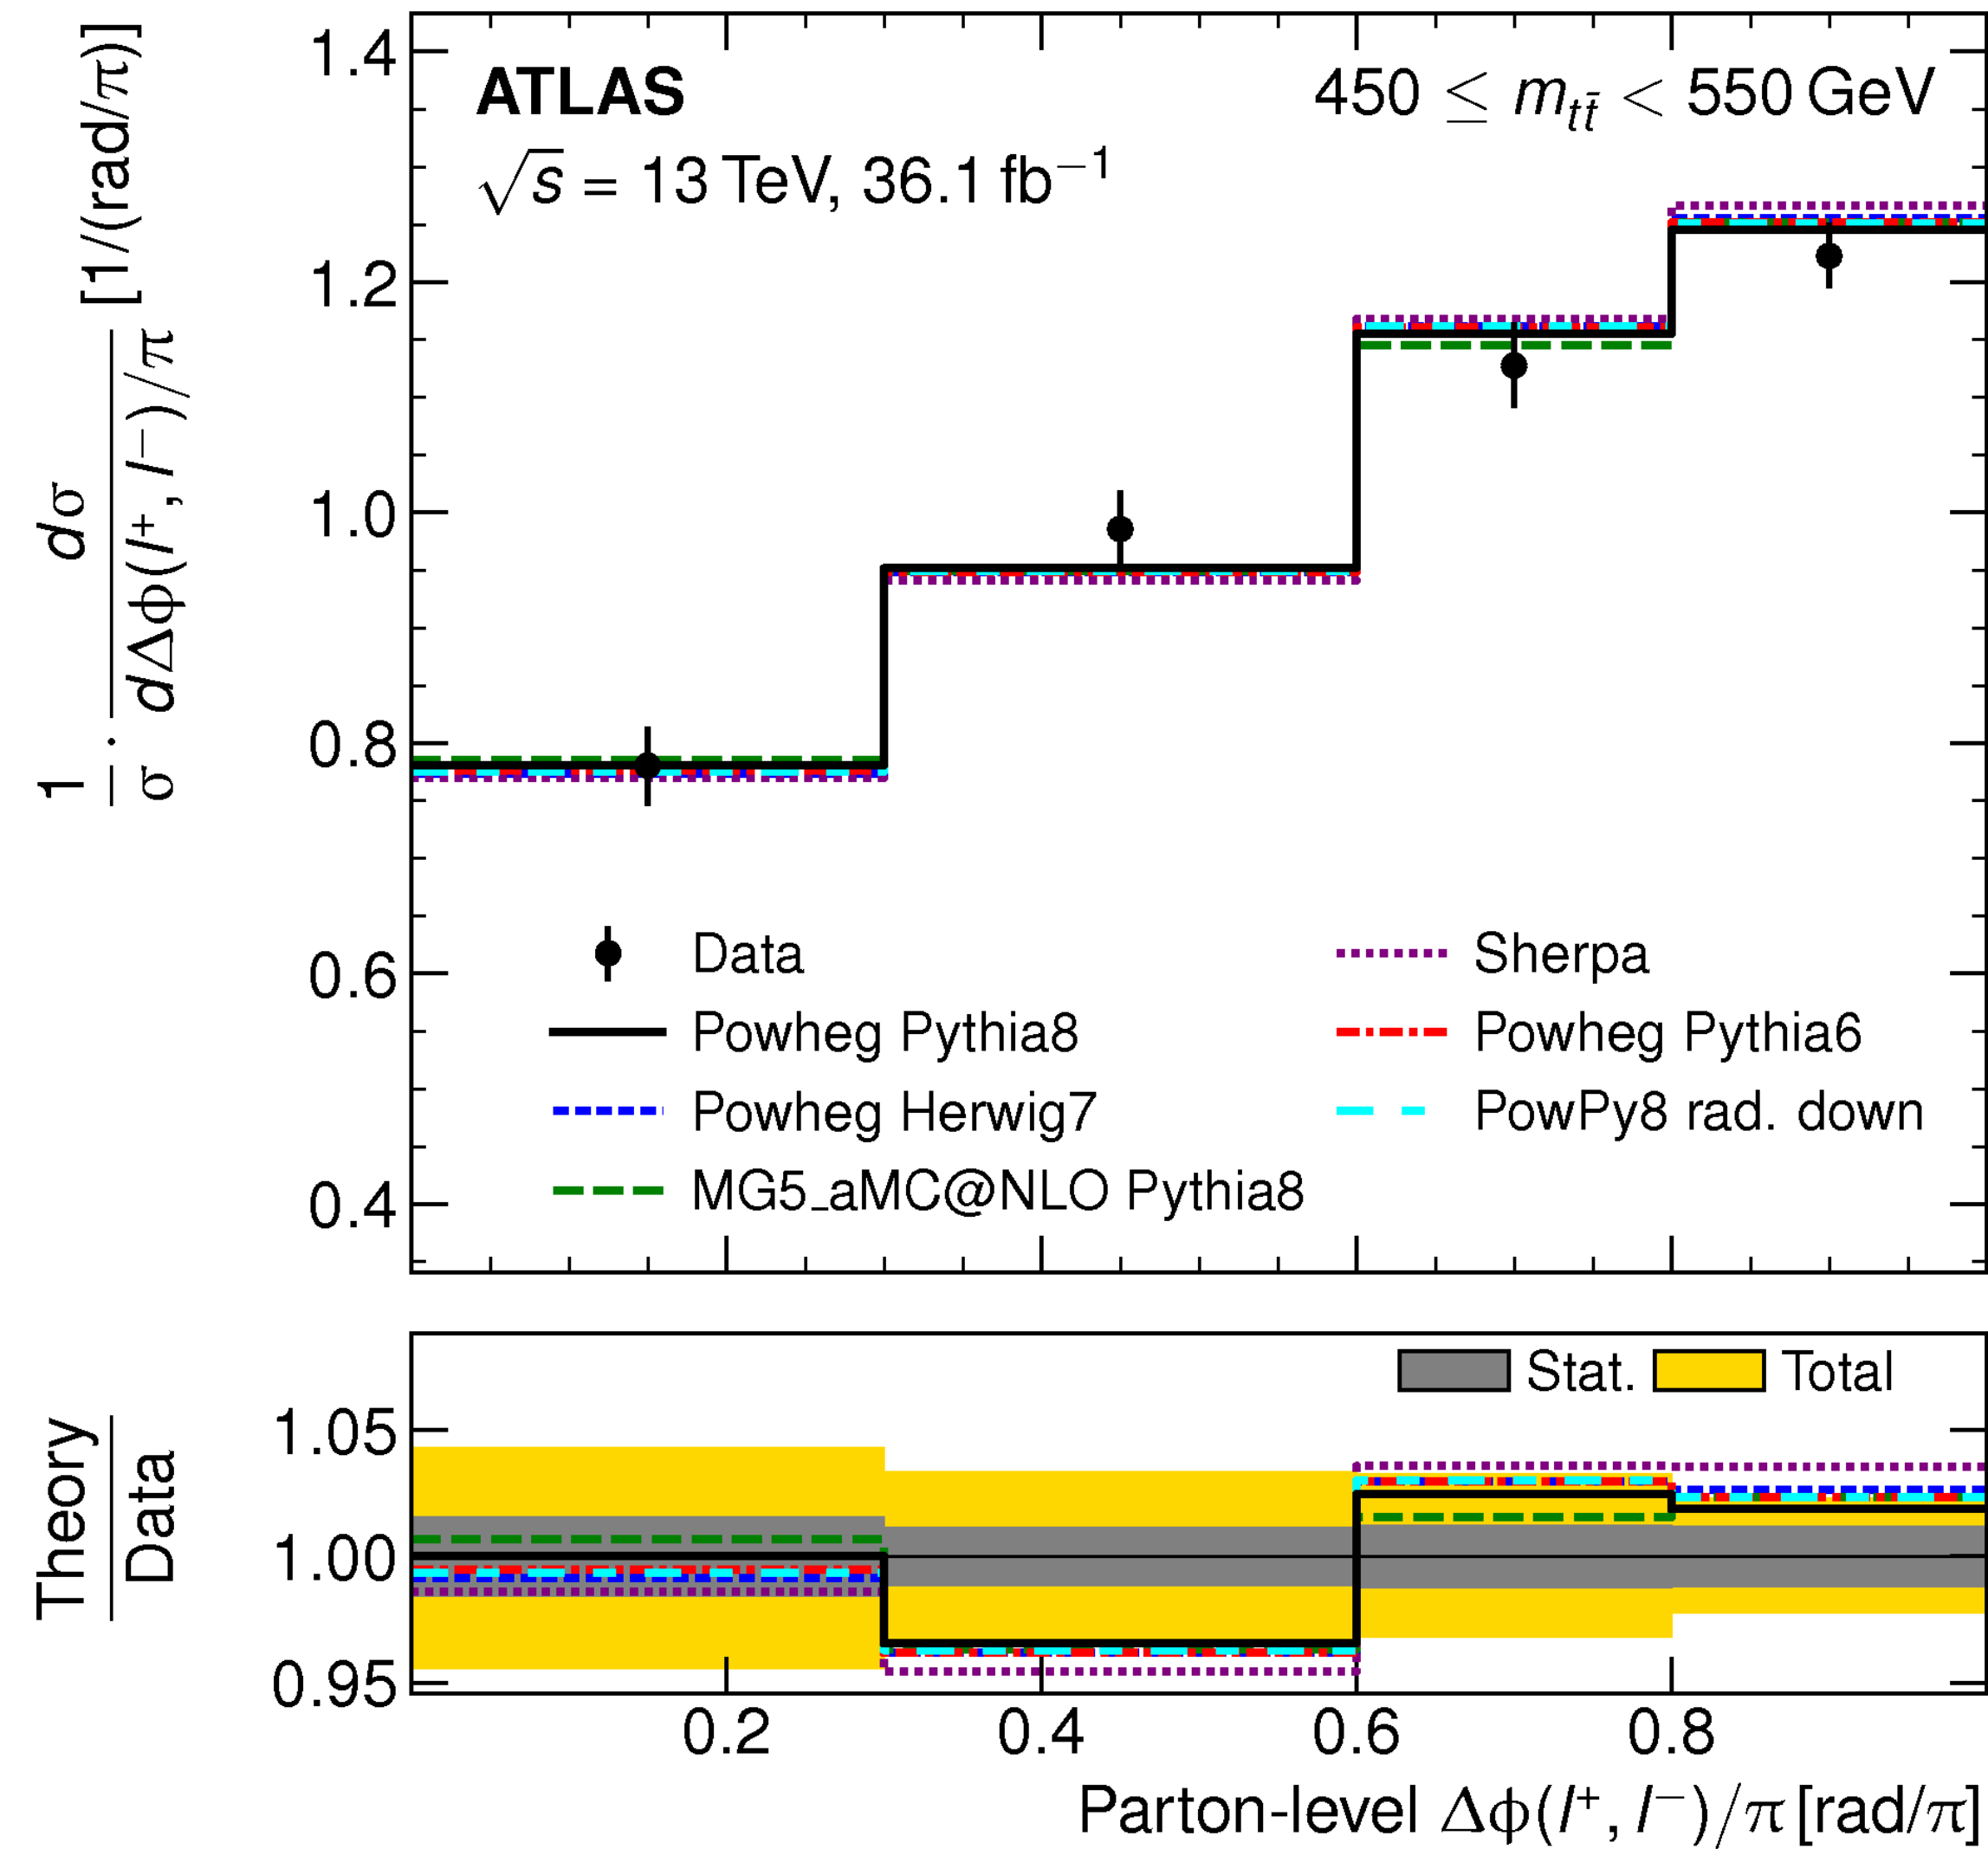 1/σ · dσ / dΔϕ(l⁺, l⁻)/π [1/(rad/π)]
1.4
1.2
1.0
0.8
0.6
0.4
ATLAS
450 ≤ m_{tt̄} < 550 GeV
√s = 13 TeV, 36.1 fb⁻¹
Data
Powheg Pythia8
Powheg Herwig7
MG5_aMC@NLO Pythia8
Sherpa
Powheg Pythia6
PowPy8 rad. down
Theory
Data
1.05
1.00
0.95
Stat. Total
0.2 0.4 0.6 0.8
Parton-level Δϕ(l⁺, l⁻)/π [rad/π]